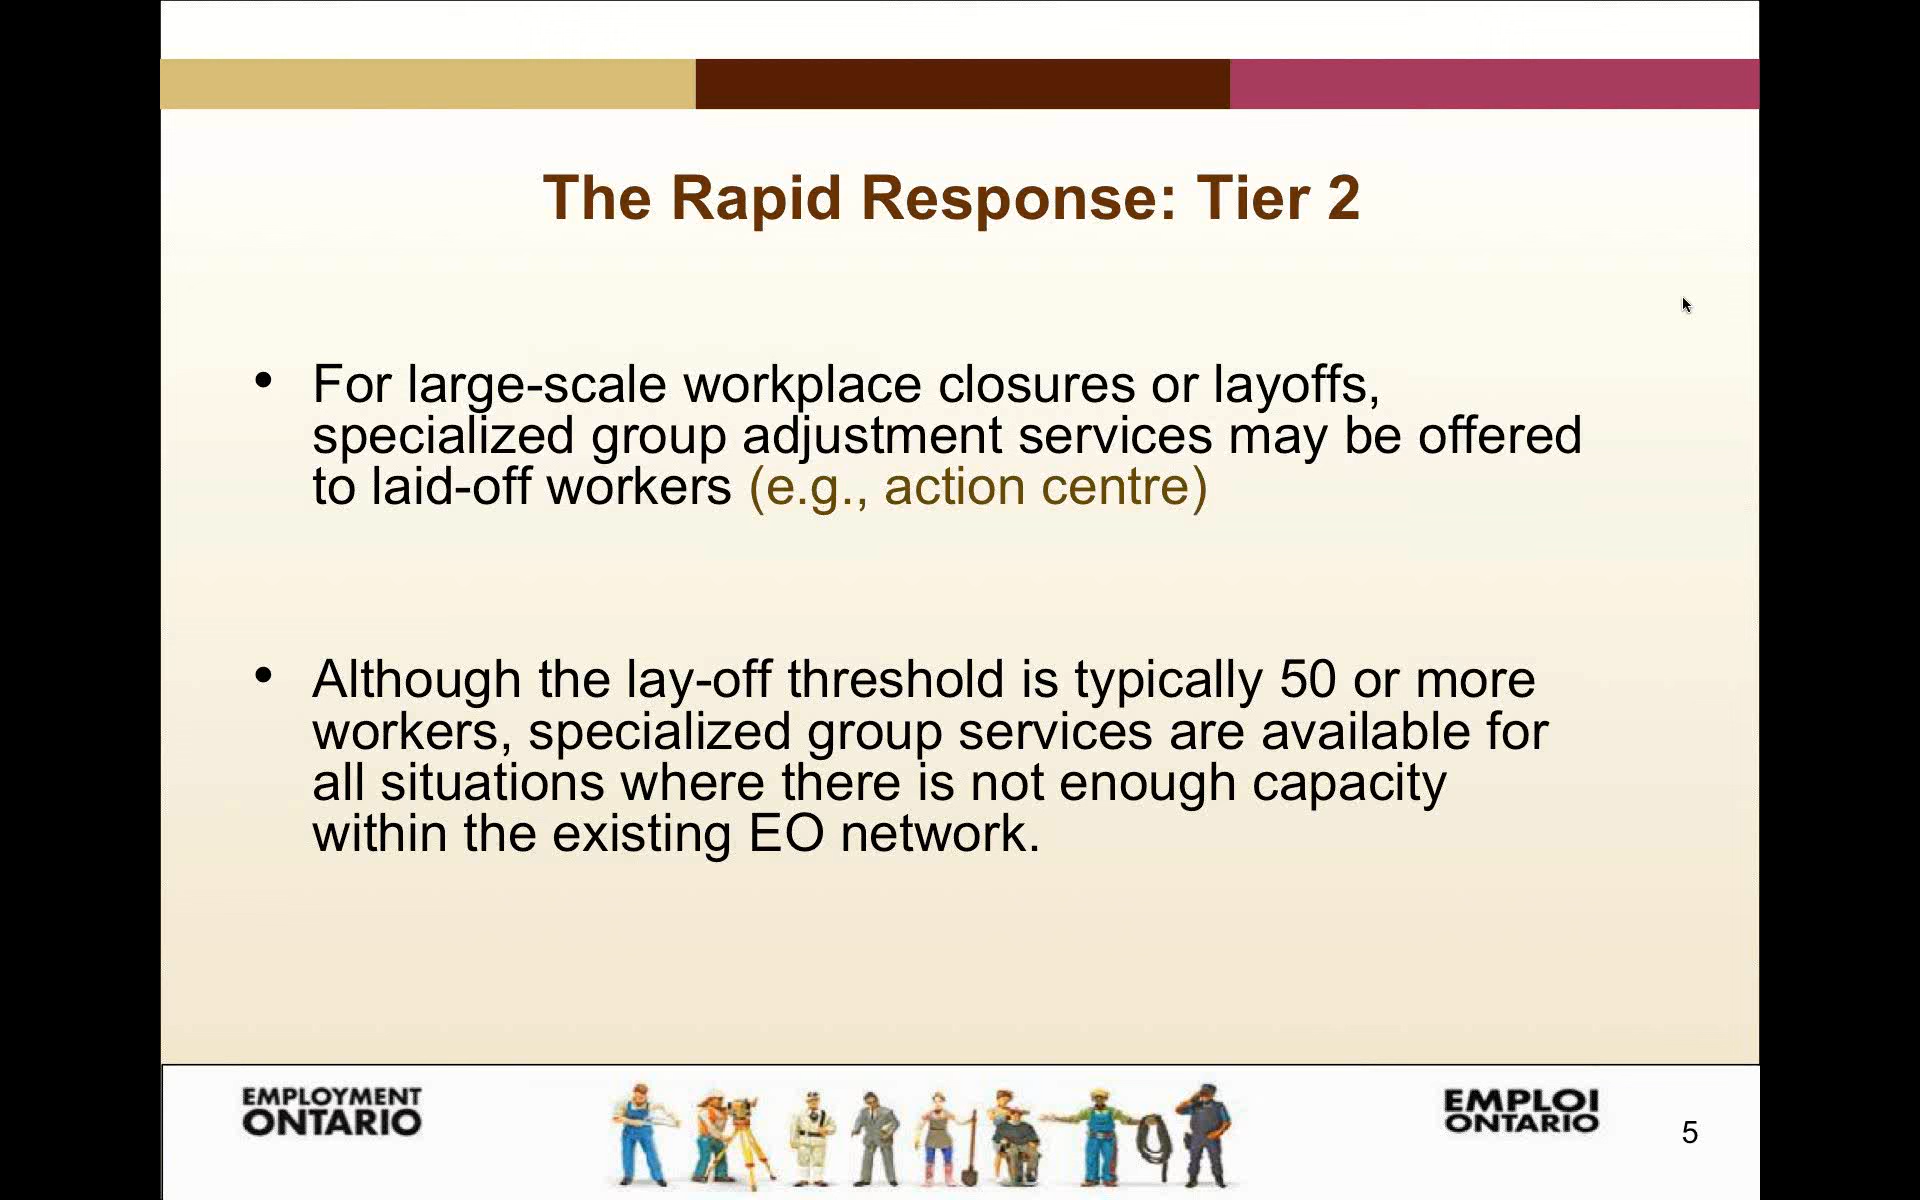 The Rapid Response: Tier 2
• For large-scale workplace closures or layoffs,
specialized group adjustment services may be offered
to laid-off workers (e.g., action centre)
• Although the lay-off threshold is typically 50 or more
workers, specialized group services are available for
all situations where there is not enough capacity
within the existing EO network.
EMPLOYMENT
ONTARIO
EMPLOI
ONTARIO
5